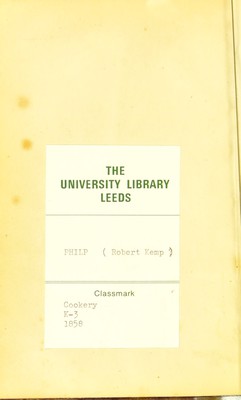 THE
UNIVERSITY LIBRARY
LEEDS
PHILP ( Robert Kemp )
Classmark
Cookery
K-3
1858